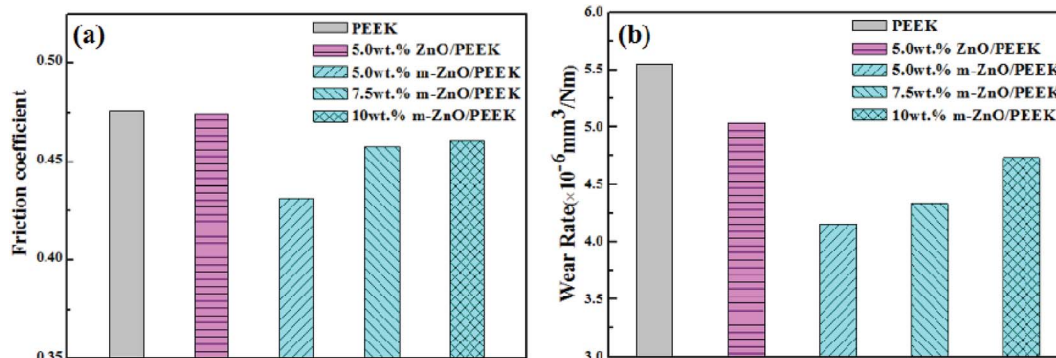 (a)
PEEK
5.0wt.% ZnO/PEEK
5.0wt.% m-ZnO/PEEK
7.5wt.% m-ZnO/PEEK
10wt.% m-ZnO/PEEK
0.50
0.45
0.40
0.35
Friction coefficient
(b)
PEEK
5.0wt.% ZnO/PEEK
5.0wt.% m-ZnO/PEEK
7.5wt.% m-ZnO/PEEK
10wt.% m-ZnO/PEEK
6.0
5.5
5.0
4.5
4.0
3.5
3.0
Wear Rate(×10⁻⁶mm³/Nm)